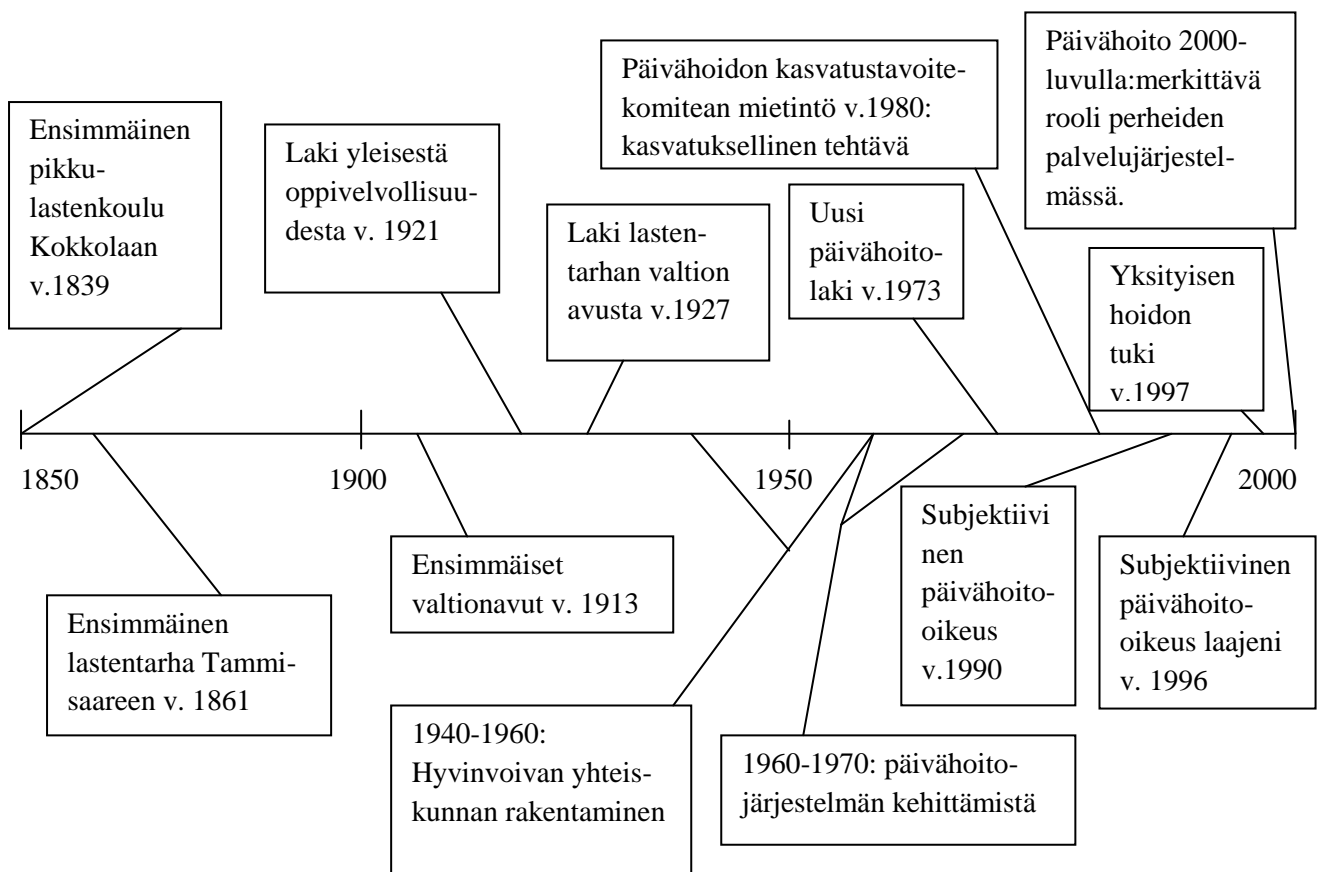 Ensimmäinen
pikku-
lastenkoulu
Kokkolaan
v.1839
Laki yleisestä
oppivelvollisuu-
desta v. 1921
Laki lasten-
tarhan valtion
avusta v.1927
Päivähoidon kasvatustavoite-
komitean mietintö v.1980:
kasvatuksellinen tehtävä
Uusi
päivähoito-
laki v.1973
Päivähoito 2000-
luvulla:merkittävä
rooli perheiden
palvelujärjestel-
mässä.
Yksityisen
hoidon
tuki
v.1997
1850
1900
1950
2000
Ensimmäinen
lastentarha Tammi-
saareen v. 1861
Ensimmäiset
valtionavut v. 1913
1940-1960:
Hyvinvoivan yhteis-
kunnan rakentaminen
1960-1970: päivähoito-
järjestelmän kehittämistä
Subjektiivi
nen
päivähoito-
oikeus
v.1990
Subjektiivinen
päivähoito-
oikeus laajeni
v. 1996